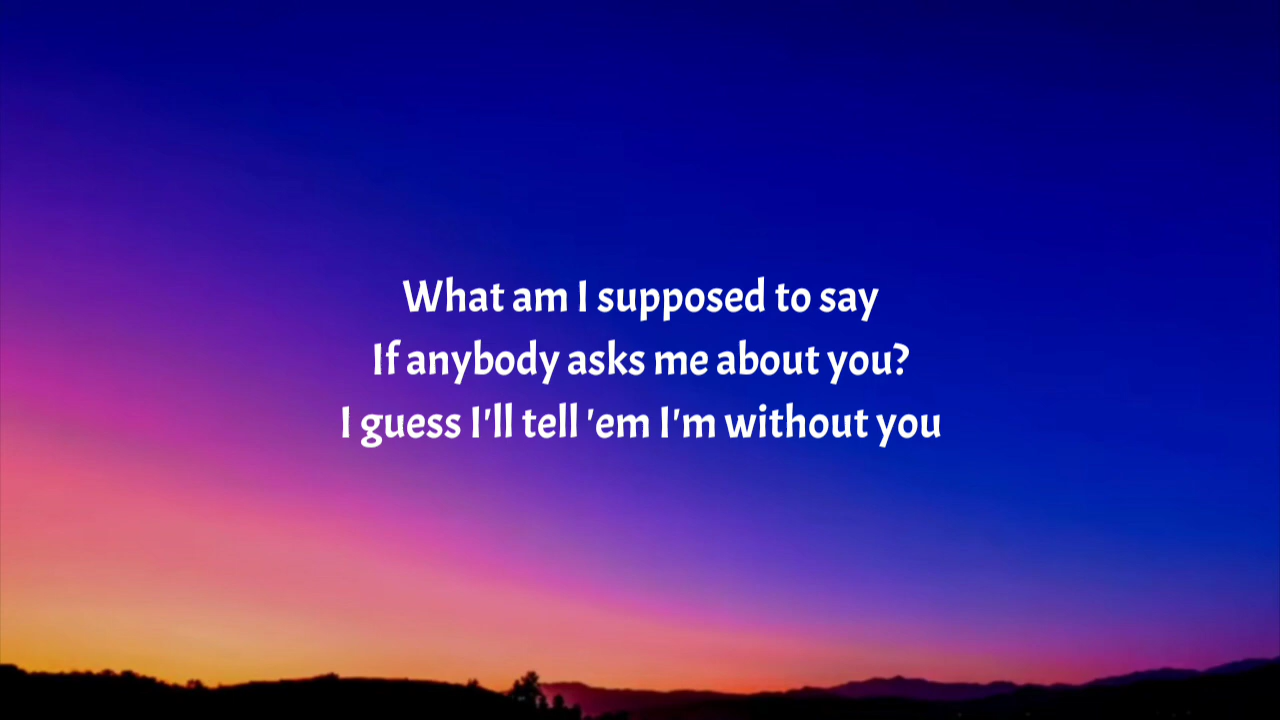 What am I supposed to say
If anybody asks me about you?
I guess I'll tell 'em I'm without you